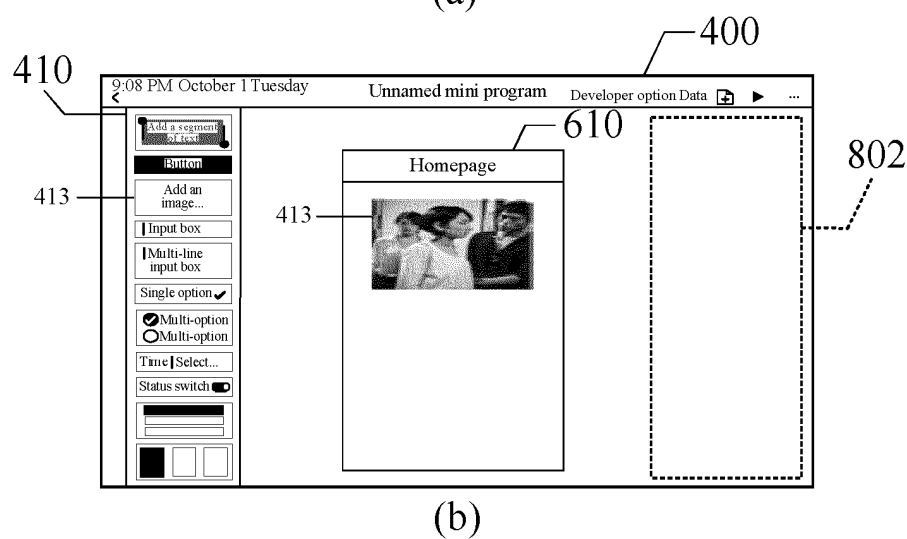 (a)
400
410
9:08 PM October 1 Tuesday
Unnamed mini program
Developer option Data
...
610
Add a segment
of text
Button
Homepage
802
413
Add an
image...
413
Input box
Multi-line
input box
Single option
Multi-option
Multi-option
Time Select...
Status switch
(b)